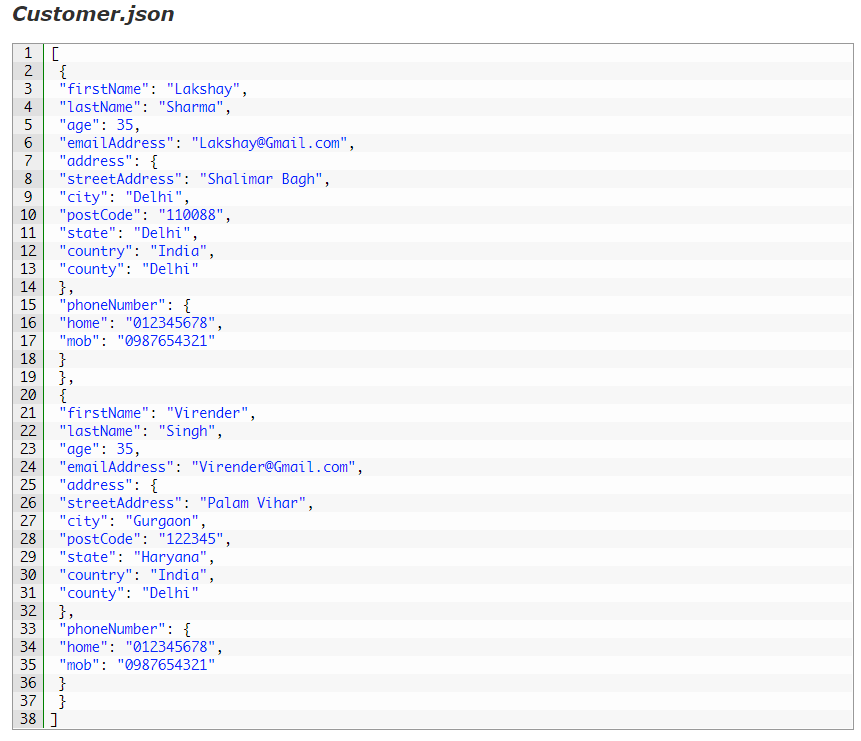 Customer.json
1 [
2 {
3 "firstName": "Lakshay",
4 "lastName": "Sharma",
5 "age": 35,
6 "emailAddress": "Lakshay@Gmail.com",
7 "address": {
8 "streetAddress": "Shalimar Bagh",
9 "city": "Delhi",
10 "postCode": "110088",
11 "state": "Delhi",
12 "country": "India",
13 "county": "Delhi"
14 },
15 "phoneNumber": {
16 "home": "012345678",
17 "mob": "0987654321"
18 }
19 },
20 {
21 "firstName": "Virender",
22 "lastName": "Singh",
23 "age": 35,
24 "emailAddress": "Virender@Gmail.com",
25 "address": {
26 "streetAddress": "Palam Vihar",
27 "city": "Gurgaon",
28 "postCode": "122345",
29 "state": "Haryana",
30 "country": "India",
31 "county": "Delhi"
32 },
33 "phoneNumber": {
34 "home": "012345678",
35 "mob": "0987654321"
36 }
37 }
38 ]